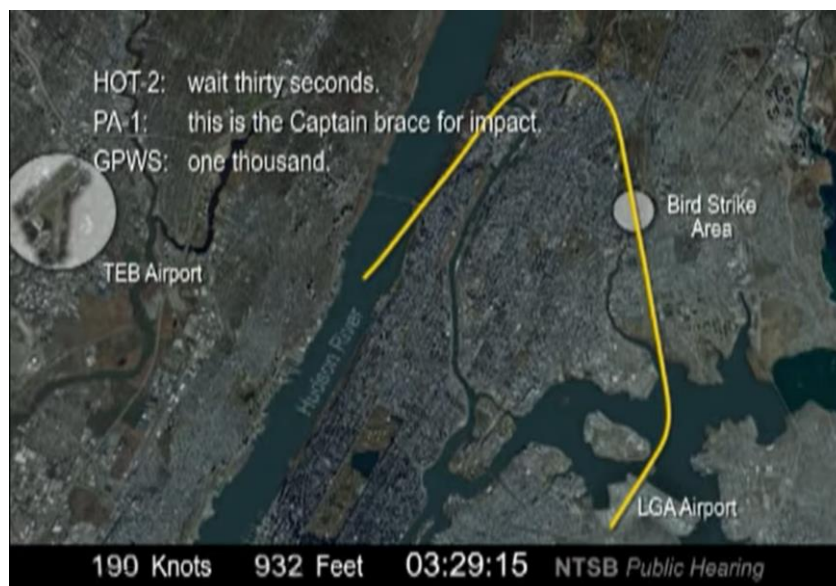 HOT-2: wait thirty seconds.
PA-1: this is the Captain brace for impact.
GPWS: one thousand.
Bird Strike
Area
TEB Airport
Hudson River
LGA Airport
190 Knots 932 Feet 03:29:15 NTSB Public Hearing